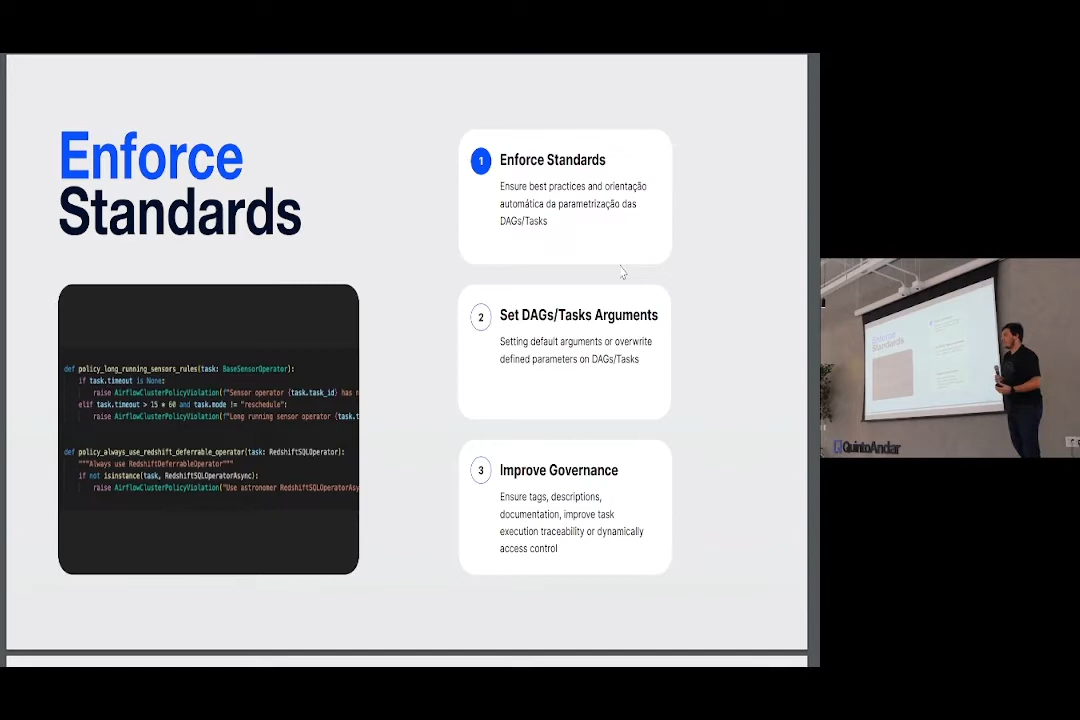 Enforce
Standards
def policy_long_running_sensors_rules(task: BaseSensorOperator):
if task.timeout is None:
raise AirflowClusterPolicyViolation(f"Sensor operator {task.task_id} has n
elif task.timeout > 15 * 60 and task.mode != "reschedule":
raise AirflowClusterPolicyViolation(f"Long running sensor operator {task.t
def policy_always_use_redshift_deferrable_operator(task: RedshiftSQLOperator):
"""Always use RedshiftDeferrableOperator"""
if not isinstance(task, RedshiftSQLOperatorAsync):
raise AirflowClusterPolicyViolation("Use astronomer RedshiftSQLOperatorAsy
1 Enforce Standards
Ensure best practices and orientação
automática da parametrização das
DAGs/Tasks
2 Set DAGs/Tasks Arguments
Setting default arguments or overwrite
defined parameters on DAGs/Tasks
3 Improve Governance
Ensure tags, descriptions,
documentation, improve task
execution traceability or dynamically
access control
Enforce
Standards
QuintoAndar